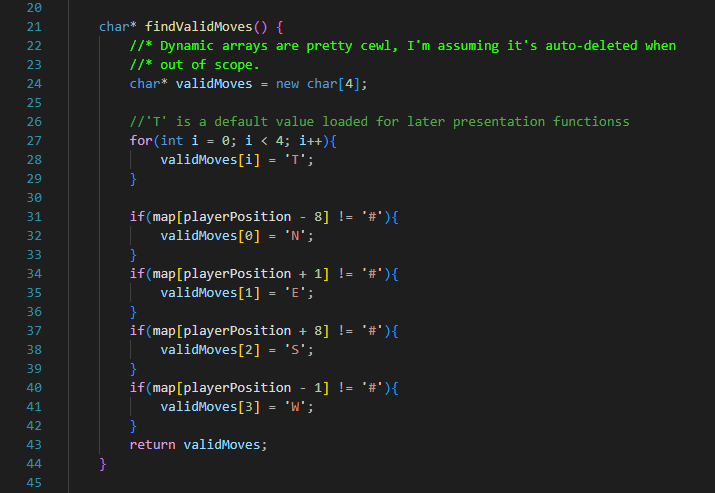 20
21 char* findValidMoves() {
22 //* Dynamic arrays are pretty cewl, I'm assuming it's auto-deleted when
23 //* out of scope.
24 char* validMoves = new char[4];
25
26 //'T' is a default value loaded for later presentation functionss
27 for(int i = 0; i < 4; i++){
28 validMoves[i] = 'T';
29 }
30
31 if(map[playerPosition - 8] != '#'){
32 validMoves[0] = 'N';
33 }
34 if(map[playerPosition + 1] != '#'){
35 validMoves[1] = 'E';
36 }
37 if(map[playerPosition + 8] != '#'){
38 validMoves[2] = 'S';
39 }
40 if(map[playerPosition - 1] != '#'){
41 validMoves[3] = 'W';
42 }
43 return validMoves;
44 }
45